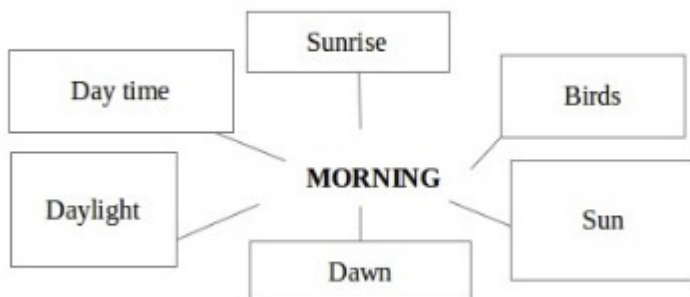 Sunrise
Day time
Birds
MORNING
Daylight
Sun
Dawn